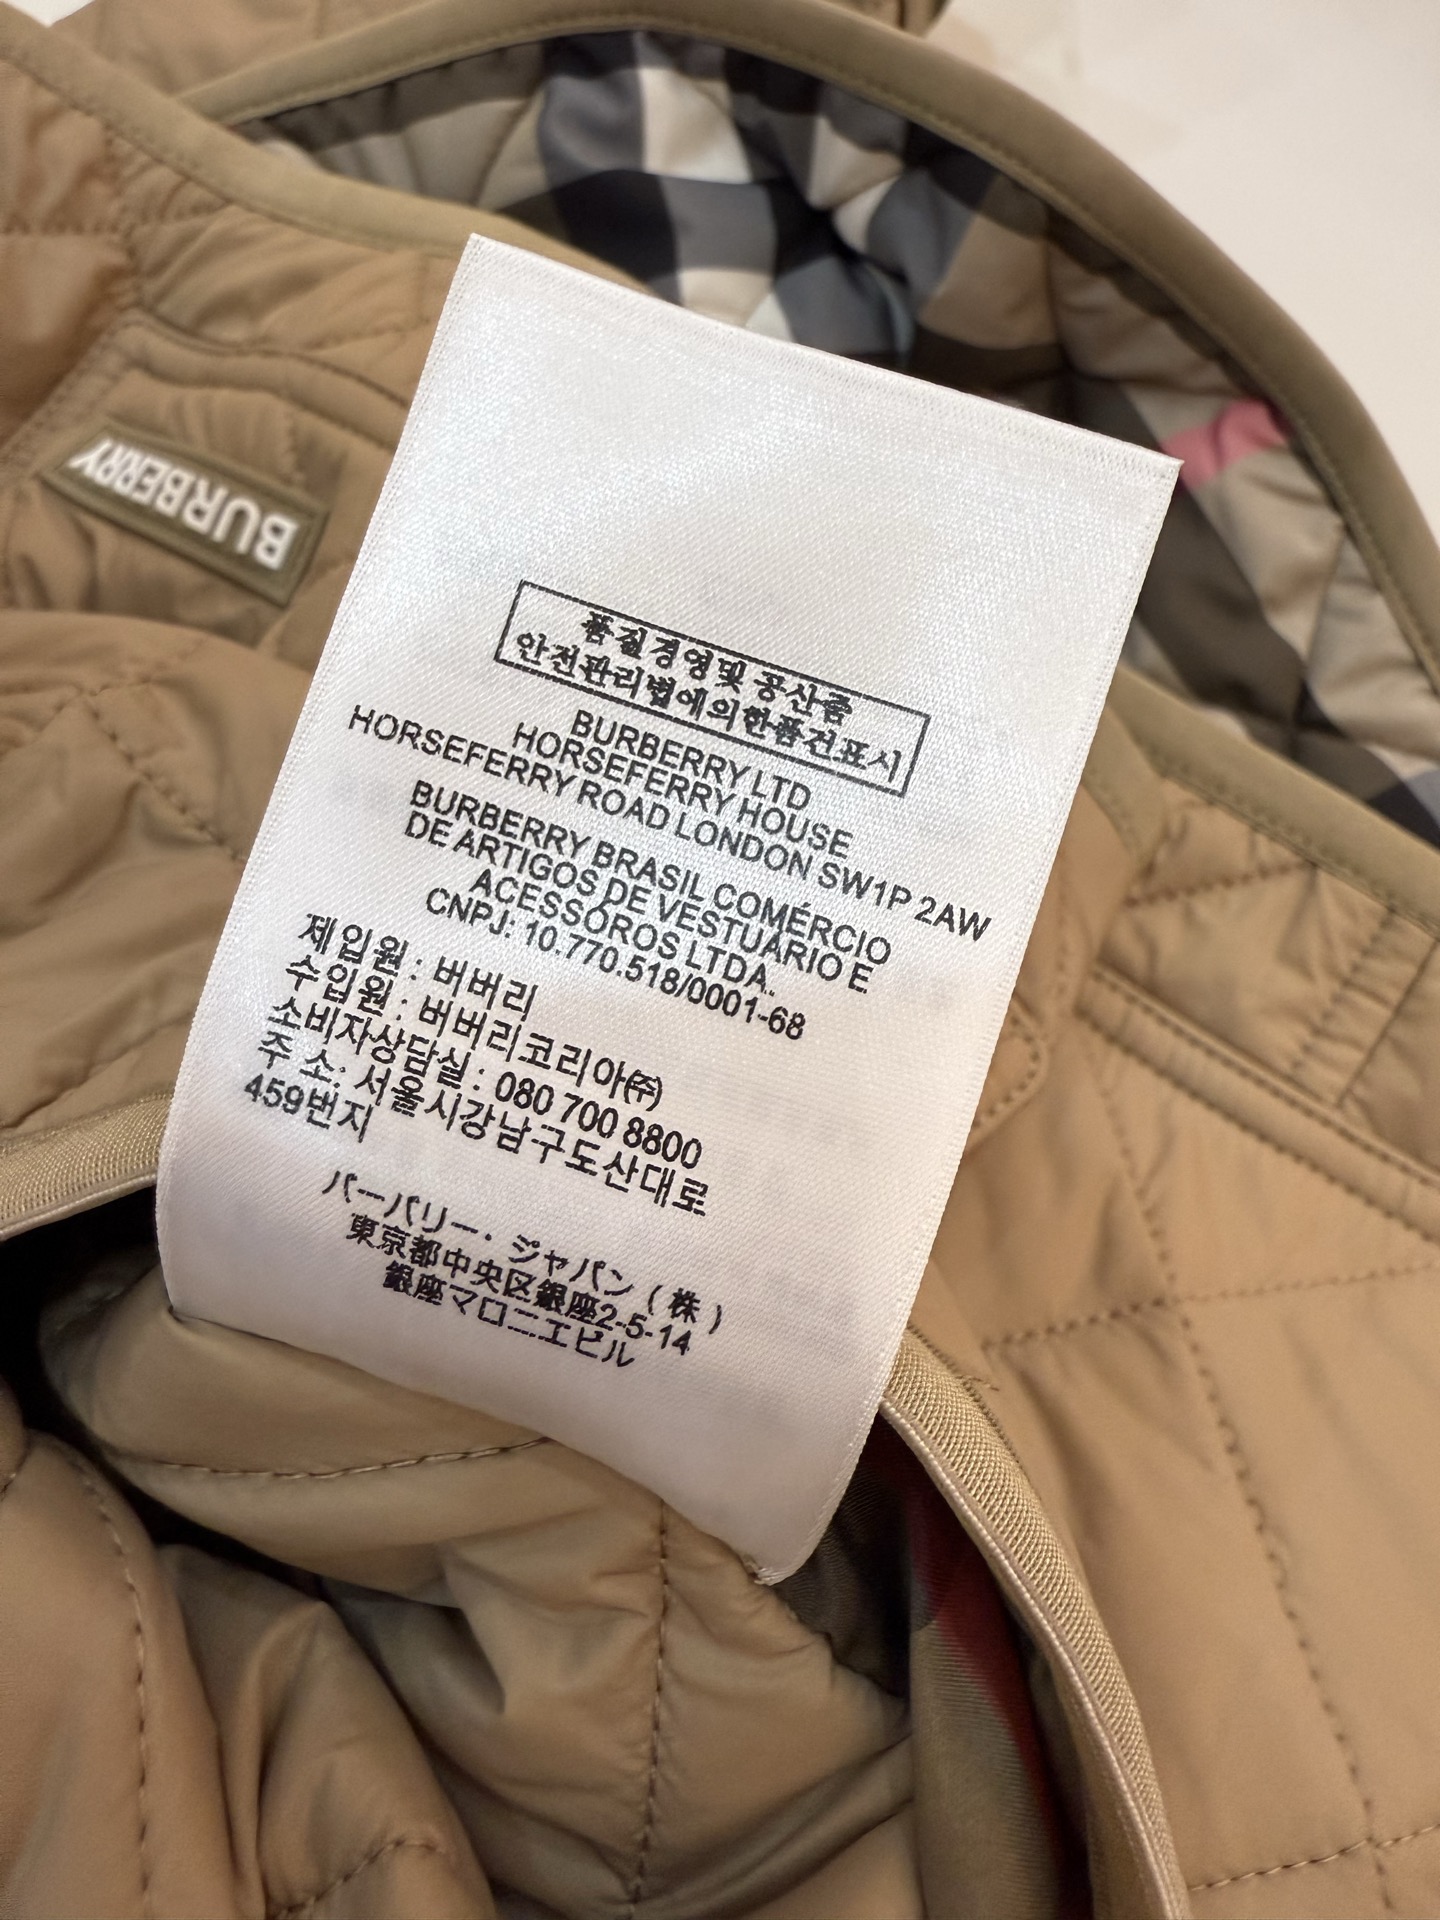 BURBERRY
품질경영및 공산품
안전관리법에의한품건표시
BURBERRY LTD
HORSEFERRY HOUSE
HORSEFERRY ROAD LONDON SW1P 2AW
BURBERRY BRASIL COMÉRCIO
DE ARTIGOS DE VESTUÁRIO E
ACESSÓROS LTDA.
CNPJ: 10.770.518/0001-68
제입원 : 버버리
수입원 : 버버리코리아㈜
소비자상담실 : 080 700 8800
주 소: 서울시강남구도산대로
459번지
バーバリー・ジャパン（株）
東京都中央区銀座2-5-14
銀座マロニエビル